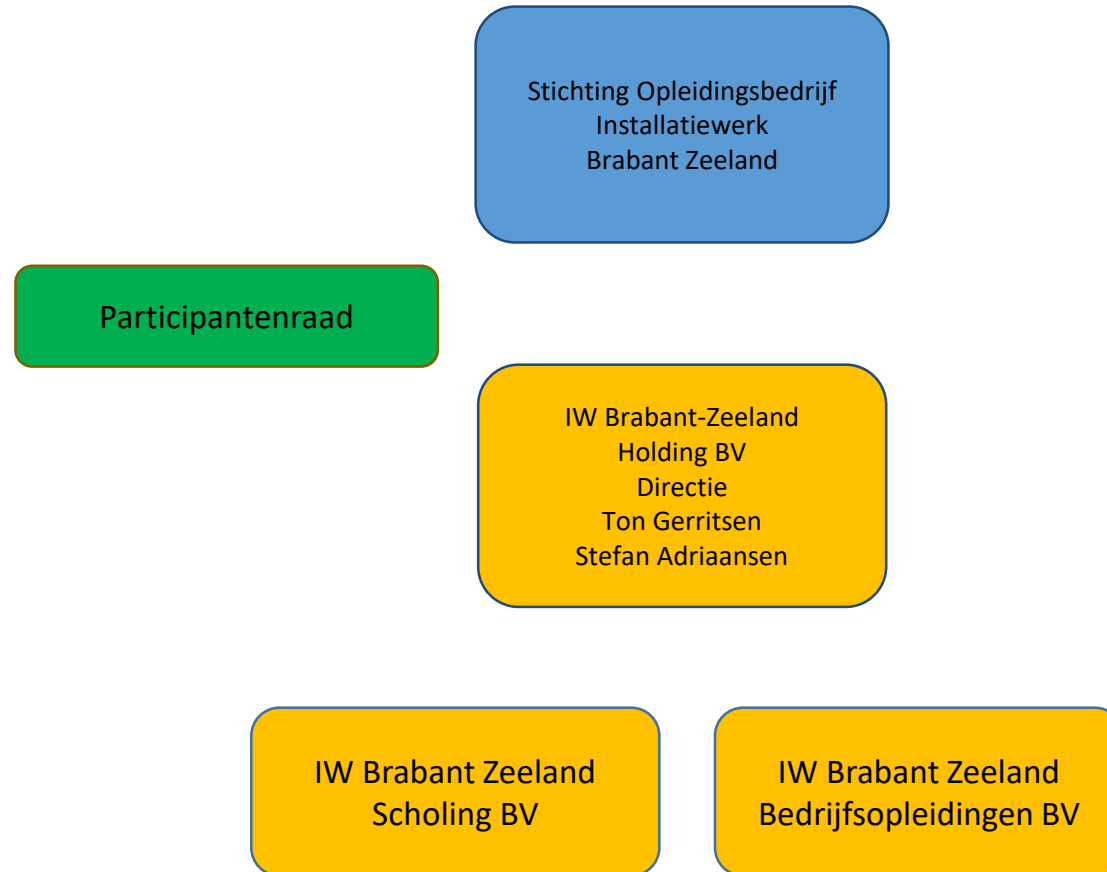 Stichting Opleidingsbedrijf
Installatiewerk
Brabant Zeeland
Participantenraad
IW Brabant-Zeeland
Holding BV
Directie
Ton Gerritsen
Stefan Adriaansen
IW Brabant Zeeland
Scholing BV
IW Brabant Zeeland
Bedrijfsopleidingen BV